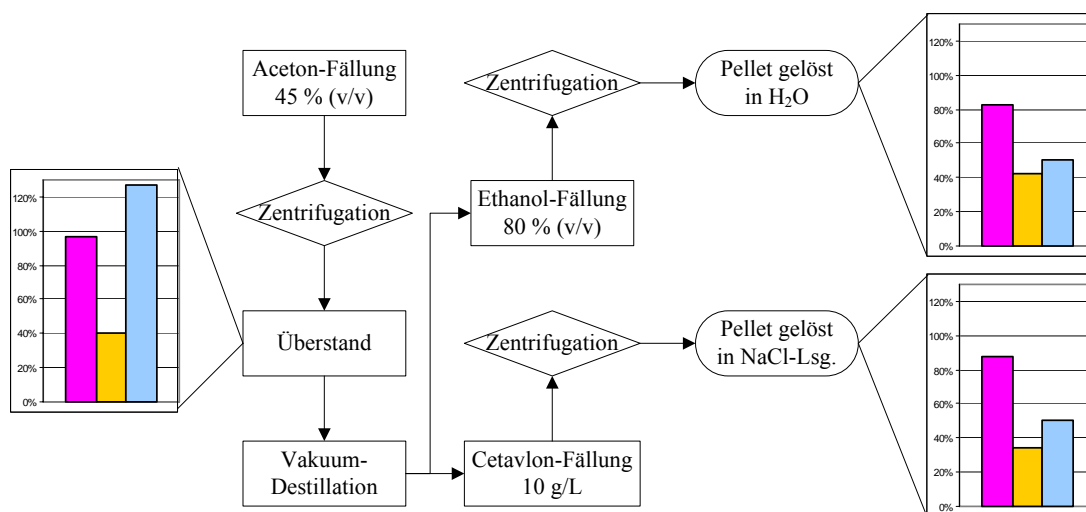 Aceton-Fällung
45 % (v/v)
Zentrifugation
Überstand
Vakuum-
Destillation
120%
100%
80%
60%
40%
20%
0%
Ethanol-Fällung
80 % (v/v)
Zentrifugation
Pellet gelöst
in H₂O
120%
100%
80%
60%
40%
20%
0%
Cetavlon-Fällung
10 g/L
Zentrifugation
Pellet gelöst
in NaCl-Lsg.
120%
100%
80%
60%
40%
20%
0%